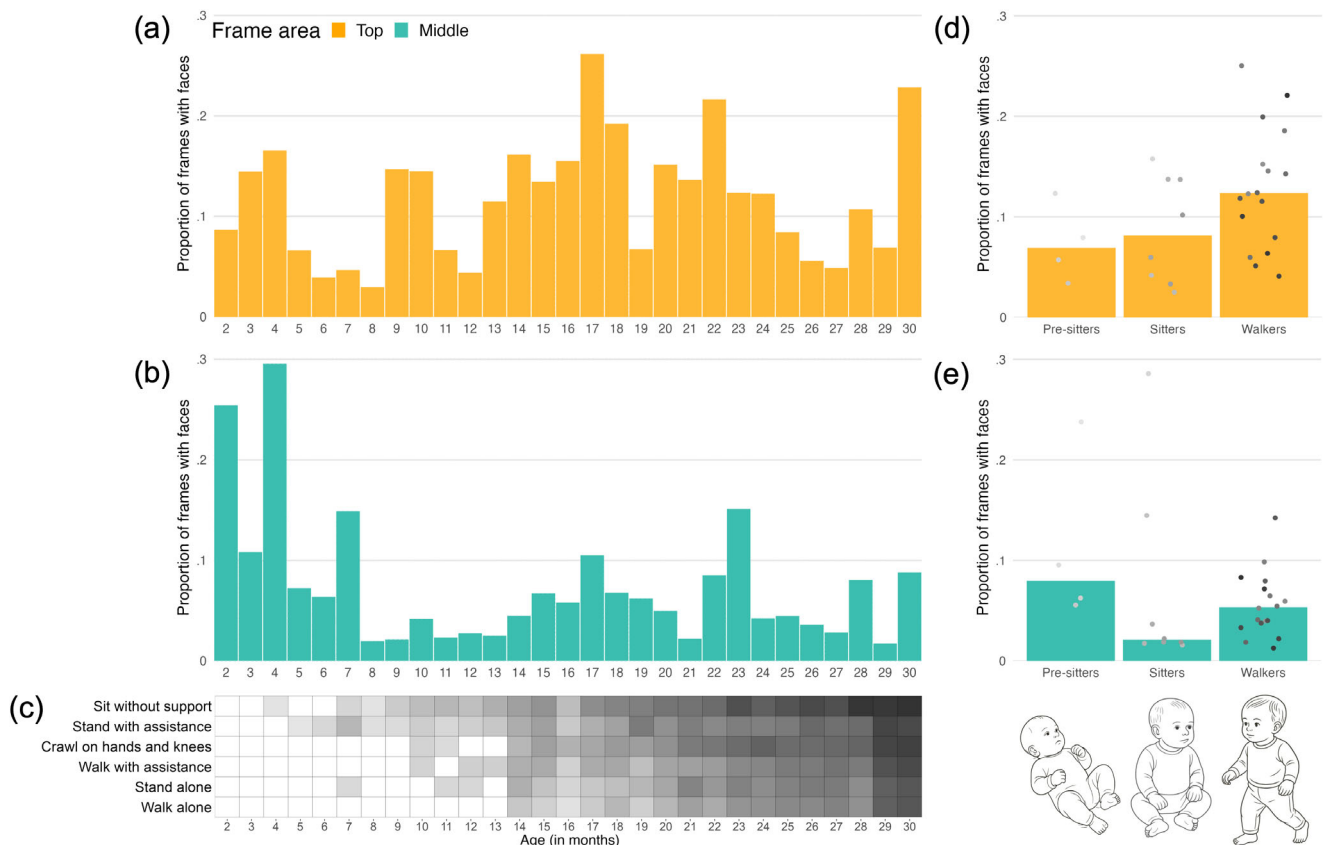 (a)
Frame area Top Middle
Proportion of frames with faces
.3
.2
.1
0
2 3 4 5 6 7 8 9 10 11 12 13 14 15 16 17 18 19 20 21 22 23 24 25 26 27 28 29 30
(d)
Proportion of frames with faces
.3
.2
.1
0
Pre-sitters Sitters Walkers
(b)
Proportion of frames with faces
.3
.2
.1
0
2 3 4 5 6 7 8 9 10 11 12 13 14 15 16 17 18 19 20 21 22 23 24 25 26 27 28 29 30
(e)
Proportion of frames with faces
.3
.2
.1
0
Pre-sitters Sitters Walkers
(c)
Sit without support
Stand with assistance
Crawl on hands and knees
Walk with assistance
Stand alone
Walk alone
2 3 4 5 6 7 8 9 10 11 12 13 14 15 16 17 18 19 20 21 22 23 24 25 26 27 28 29 30
Age (in months)